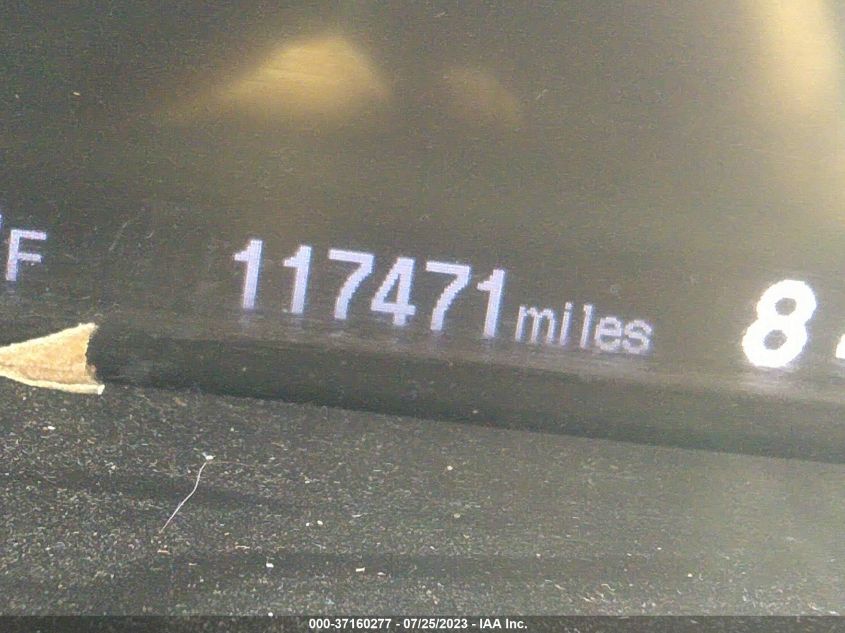 °F 117471 miles 8
000-37160277 - 07/25/2023 - IAA Inc.